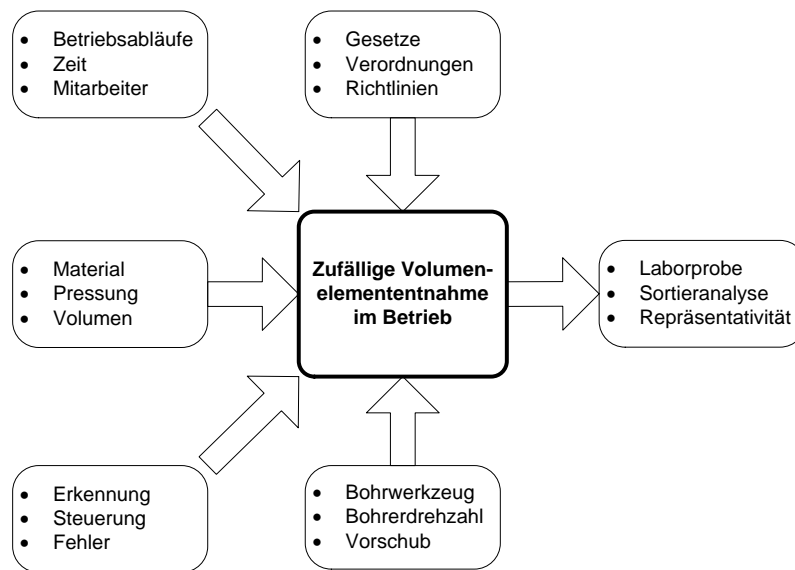 • Betriebsabläufe
• Zeit
• Mitarbeiter
• Gesetze
• Verordnungen
• Richtlinien
• Material
• Pressung
• Volumen
Zufällige Volumen-
elemententnahme
im Betrieb
• Laborprobe
• Sortieranalyse
• Repräsentativität
• Erkennung
• Steuerung
• Fehler
• Bohrwerkzeug
• Bohrerdrehzahl
• Vorschub